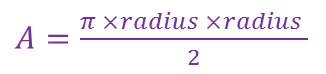 A = π ×radius ×radius / 2